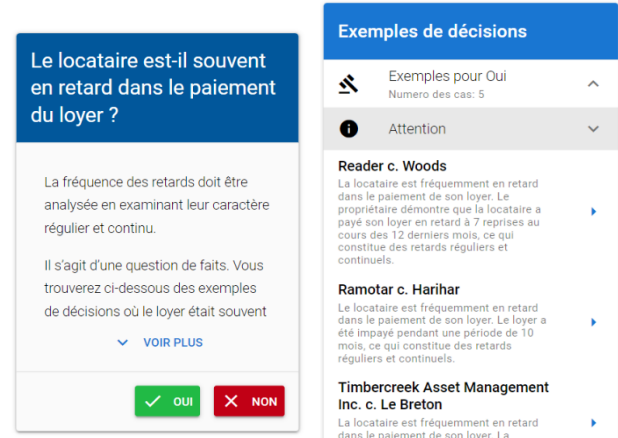 Le locataire est-il souvent
en retard dans le paiement
du loyer ?
La fréquence des retards doit être
analysée en examinant leur caractère
régulier et continu.
Il s'agit d'une question de faits. Vous
trouverez ci-dessous des exemples
de décisions où le loyer était souvent
VOIR PLUS
OUI
NON
Exemples de décisions
Exemples pour Oui
Numero des cas: 5
Attention
Reader c. Woods
La locataire est fréquemment en retard
dans le paiement de son loyer. Le
propriétaire démontre que la locataire a
payé son loyer en retard à 7 reprises au
cours des 12 derniers mois, ce qui
constitue des retards réguliers et
continuels.
Ramotar c. Harihar
Le locataire est fréquemment en retard
dans le paiement de son loyer. Le loyer a
été impayé pendant une période de 10
mois, ce qui constitue des retards
réguliers et continuels.
Timbercreek Asset Management
Inc. c. Le Breton
La locataire est fréquemment en retard
dans le paiement de son loyer. La